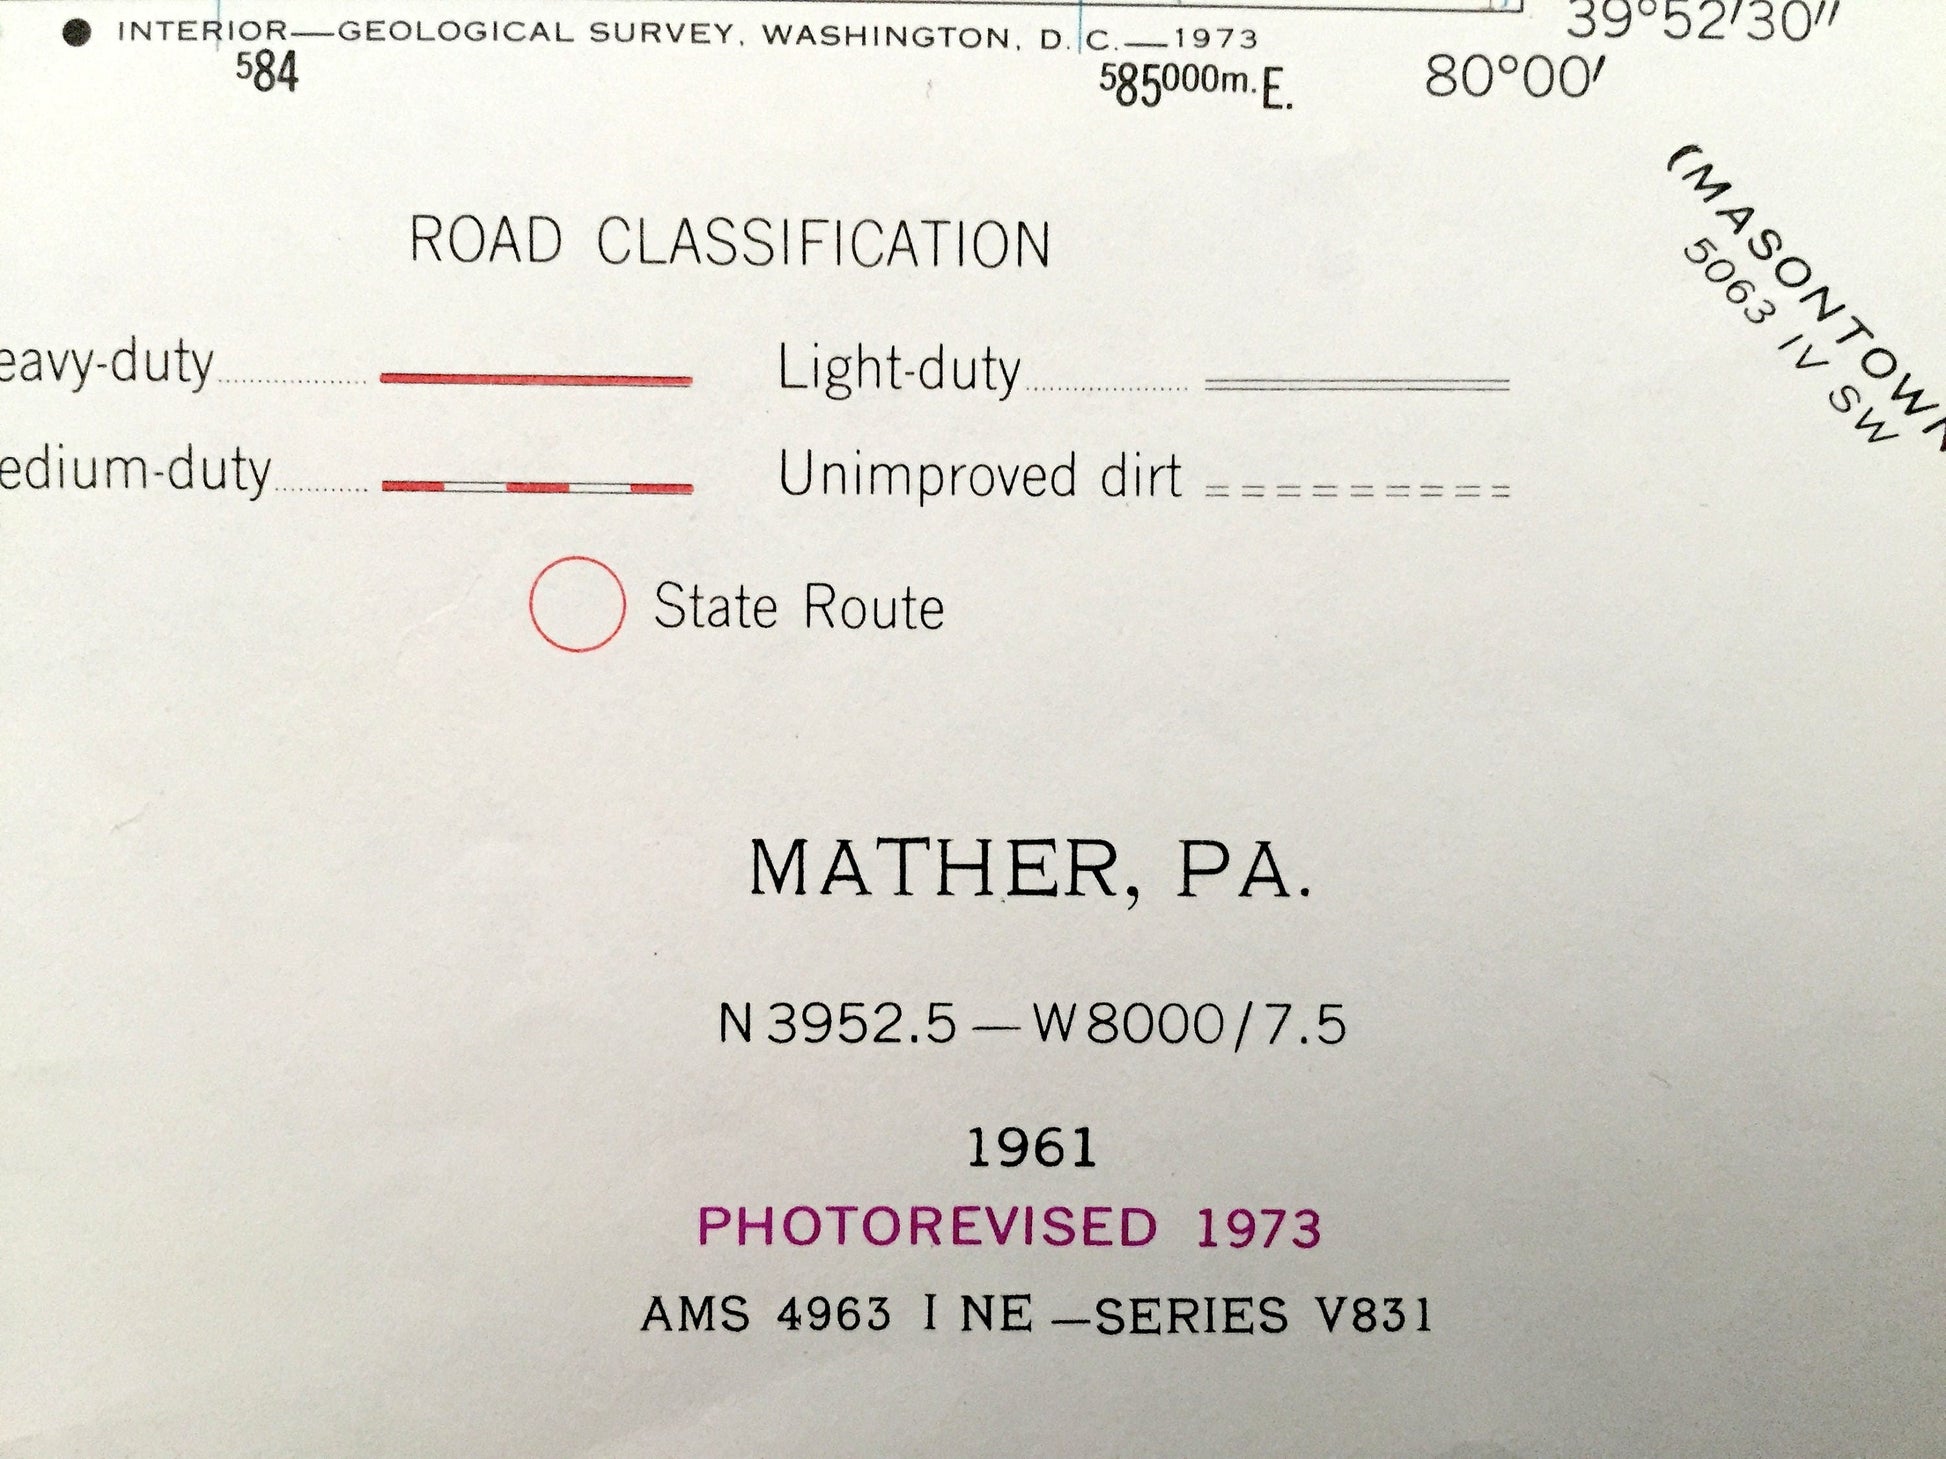 INTERIOR—GEOLOGICAL SURVEY, WASHINGTON, D. C.—1973
39°52'30"
584
585000m. E.
80°00'
(MASONTOWN
5063 IV SW
ROAD CLASSIFICATION
eavy-duty
Light-duty
edium-duty
Unimproved dirt
State Route
MATHER, PA.
N3952.5—W8000/7.5
1961
PHOTOREVISED 1973
AMS 4963 I NE—SERIES V831